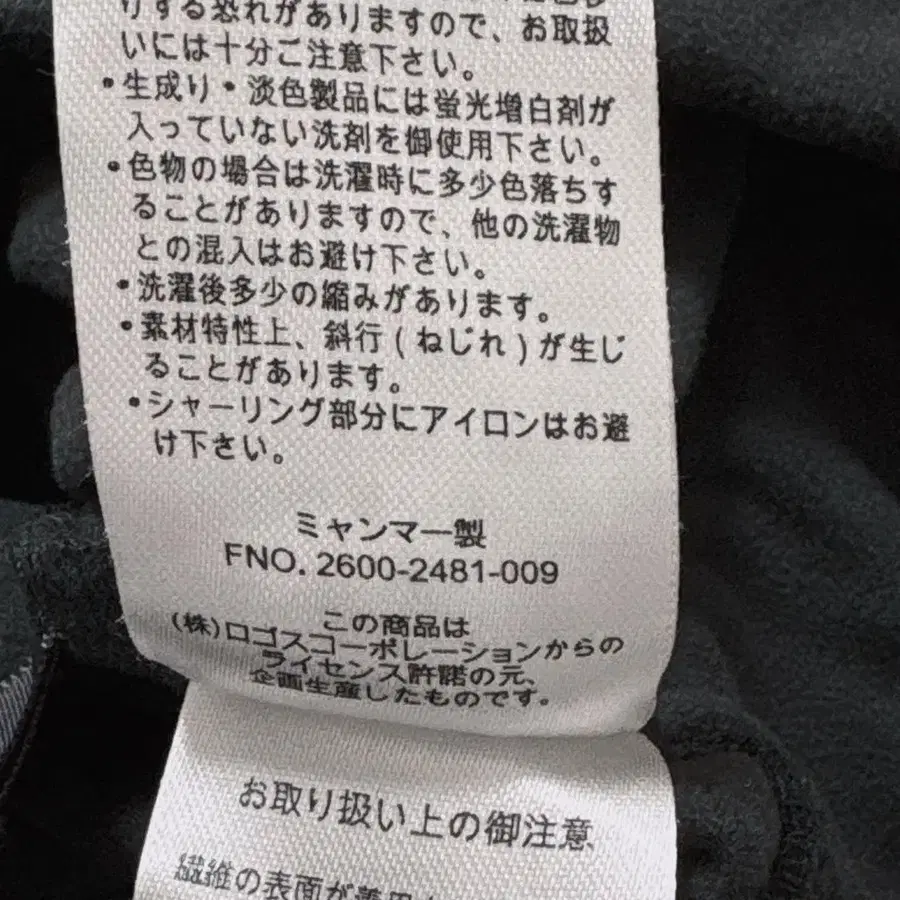 りする恐れがありますので、お取扱
いには十分ご注意下さい。
・生成り・淡色製品には蛍光増白剤が
入っていない洗剤を御使用下さい。
・色物の場合は洗濯時に多少色落ちす
ることがありますので、他の洗濯物
との混入はお避け下さい。
・洗濯後多少の縮みがあります。
・素材特性上、斜行(ねじれ)が生じ
ることがあります。
・シャーリング部分にアイロンはお避
け下さい。
ミャンマー製
FNO. 2600-2481-009
この商品は
(株)ロゴスコーポレーションからの
ライセンス許諾の元、
企画生産したものです。
お取り扱い上の御注意
繊維の表面が